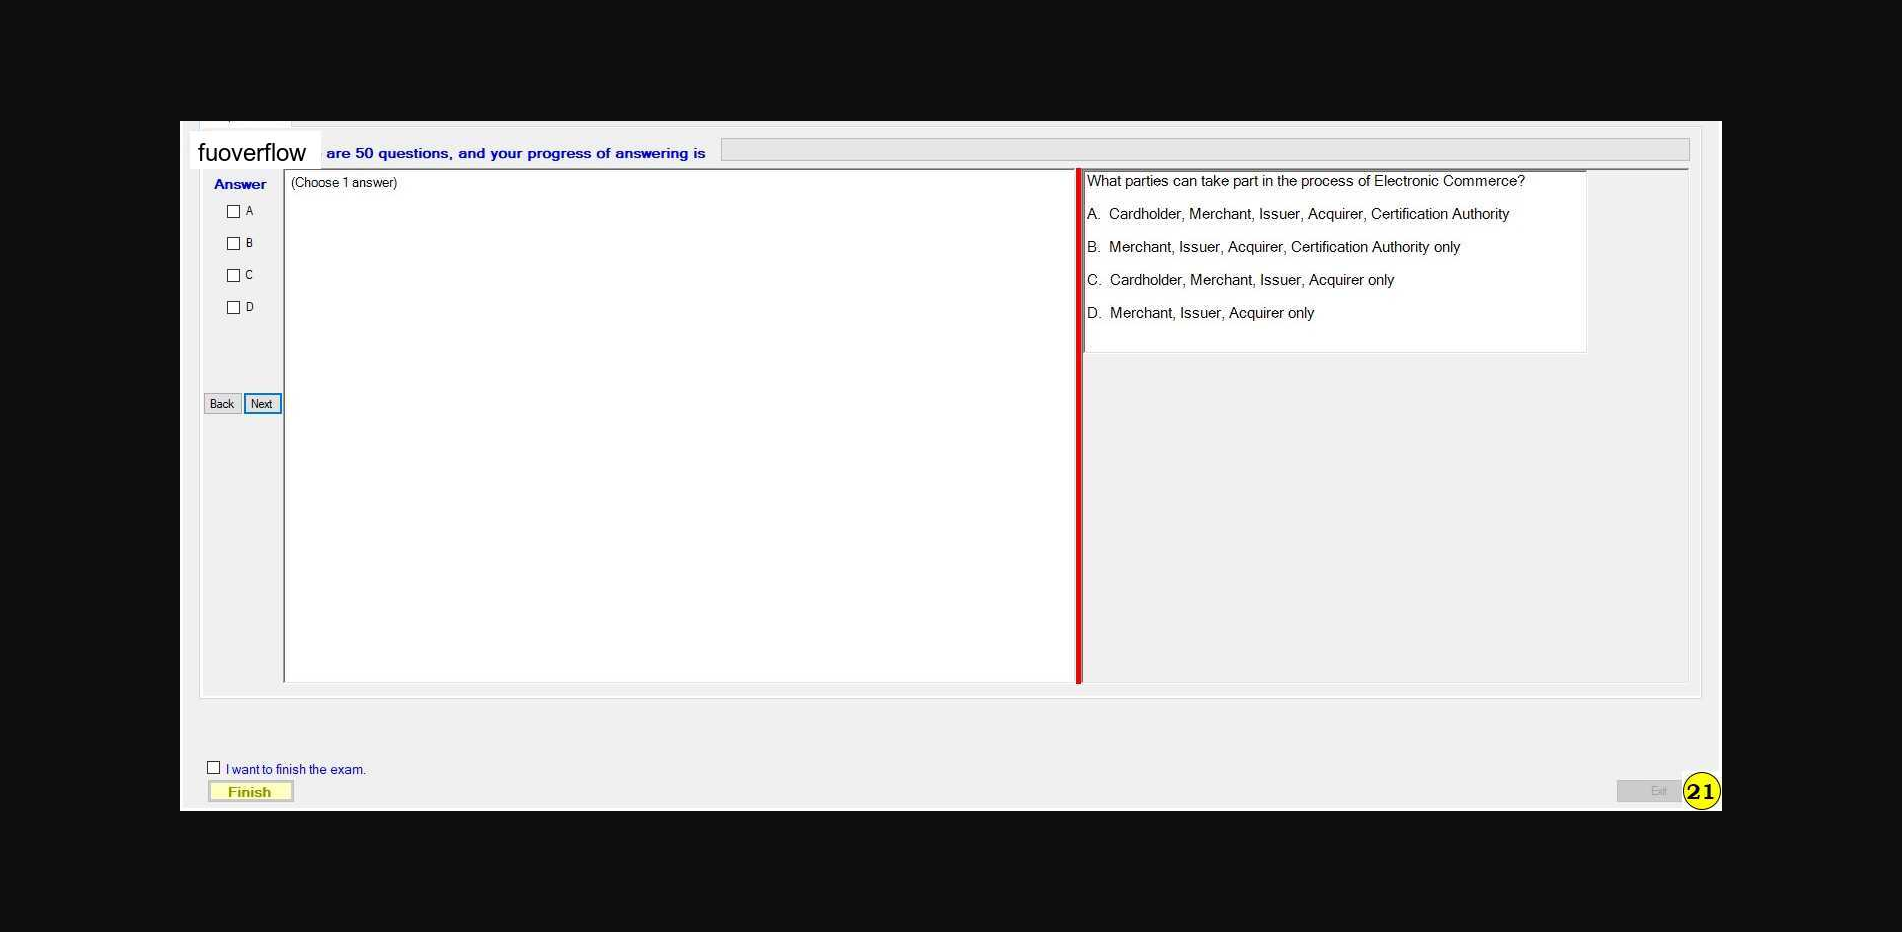 fuoverflow are 50 questions, and your progress of answering is
Answer
(Choose 1 answer)
A
B
C
D
Back Next
What parties can take part in the process of Electronic Commerce?
A. Cardholder, Merchant, Issuer, Acquirer, Certification Authority
B. Merchant, Issuer, Acquirer, Certification Authority only
C. Cardholder, Merchant, Issuer, Acquirer only
D. Merchant, Issuer, Acquirer only
I want to finish the exam.
Finish
Exit
21